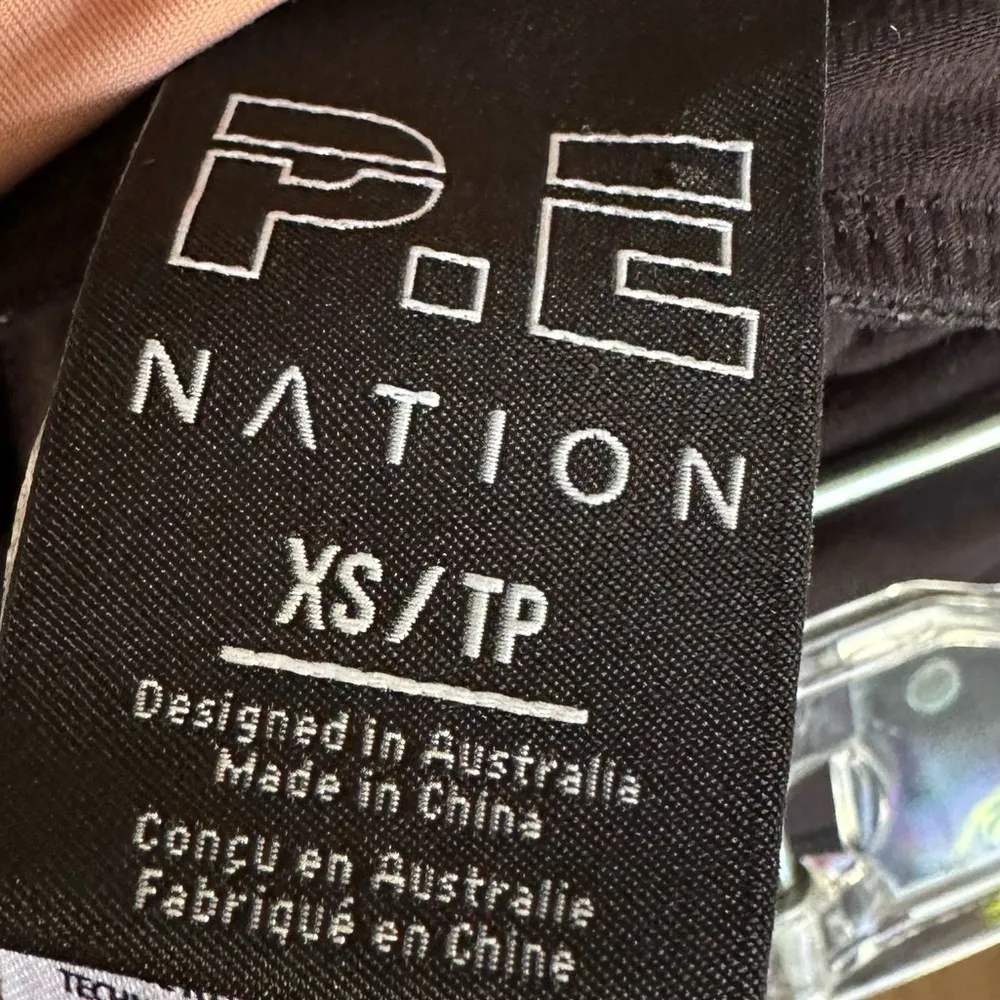 P.E
NATION
XS/TP
Designed in Australia
Made in China
Conçu en Australie
Fabriqué en Chine